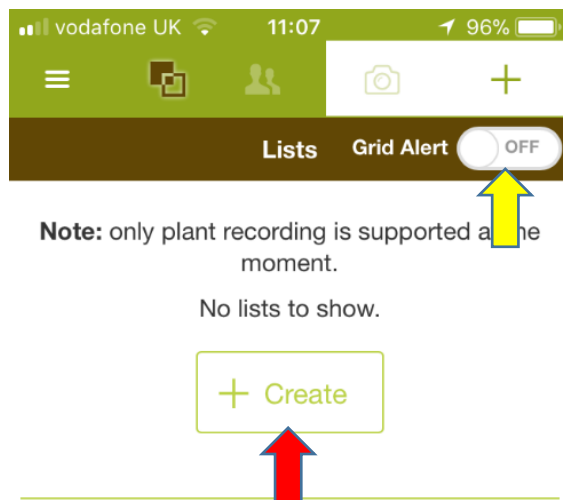 vodafone UK 11:07 96%
Lists Grid Alert OFF
Note: only plant recording is supported a he
moment.
No lists to show.
+ Create